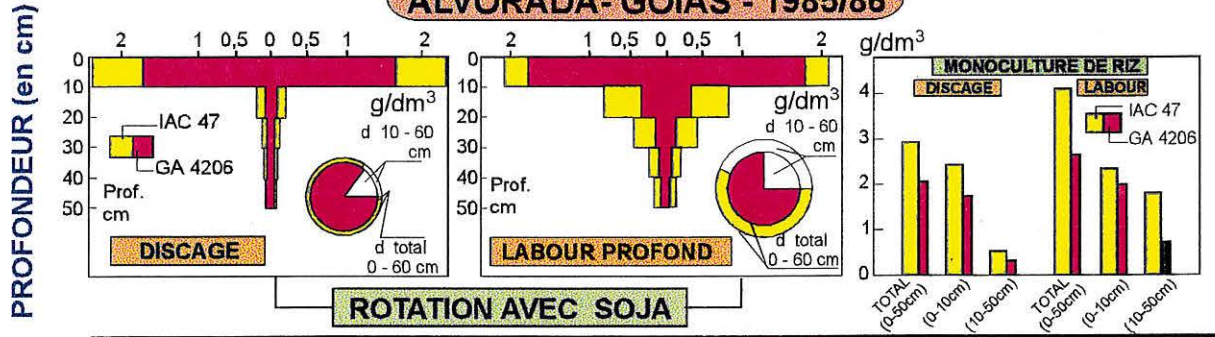 ALVORADA- GOIAS - 1985/86
PROFONDEUR (en cm)
2 1 0,5 0 0,5 1 2
0
10
20
30
40
50
Prof.
cm
IAC 47
GA 4206
g/dm³
d 10 - 60
cm
d total
0 - 60 cm
DISCAGE
2 1 0,5 0 0,5 1 2
0
10
20
30
40
50
Prof.
cm
g/dm³
d 10 - 60
cm
d total
0 - 60 cm
LABOUR PROFOND
ROTATION AVEC SOJA
g/dm³
MONOCULTURE DE RIZ
DISCAGE
LABOUR
IAC 47
GA 4206
4
3
2
1
0
TOTAL
(0-50cm)
(0-10cm)
(10-50cm)
TOTAL
(0-50cm)
(0-10cm)
(10-50cm)